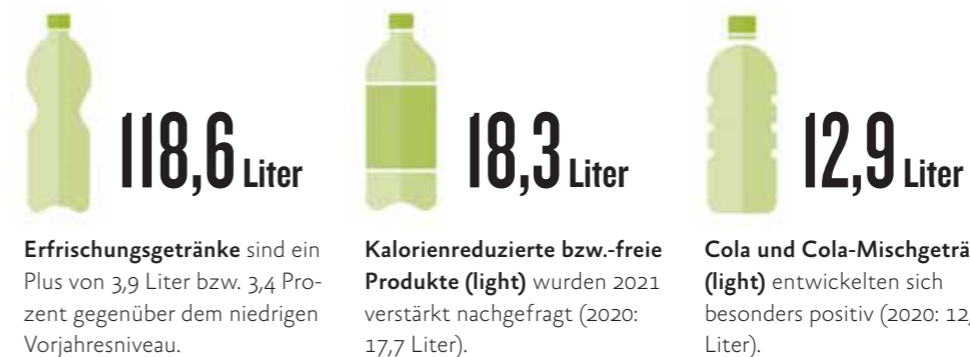 118,6 Liter
Erfrischungsgetränke sind ein
Plus von 3,9 Liter bzw. 3,4 Pro-
zent gegenüber dem niedrigen
Vorjahresniveau.
18,3 Liter
Kalorienreduzierte bzw.-freie
Produkte (light) wurden 2021
verstärkt nachgefragt (2020:
17,7 Liter).
12,9 Liter
Cola und
(light) entwickelten sich
besonders positiv (2020:
Liter).